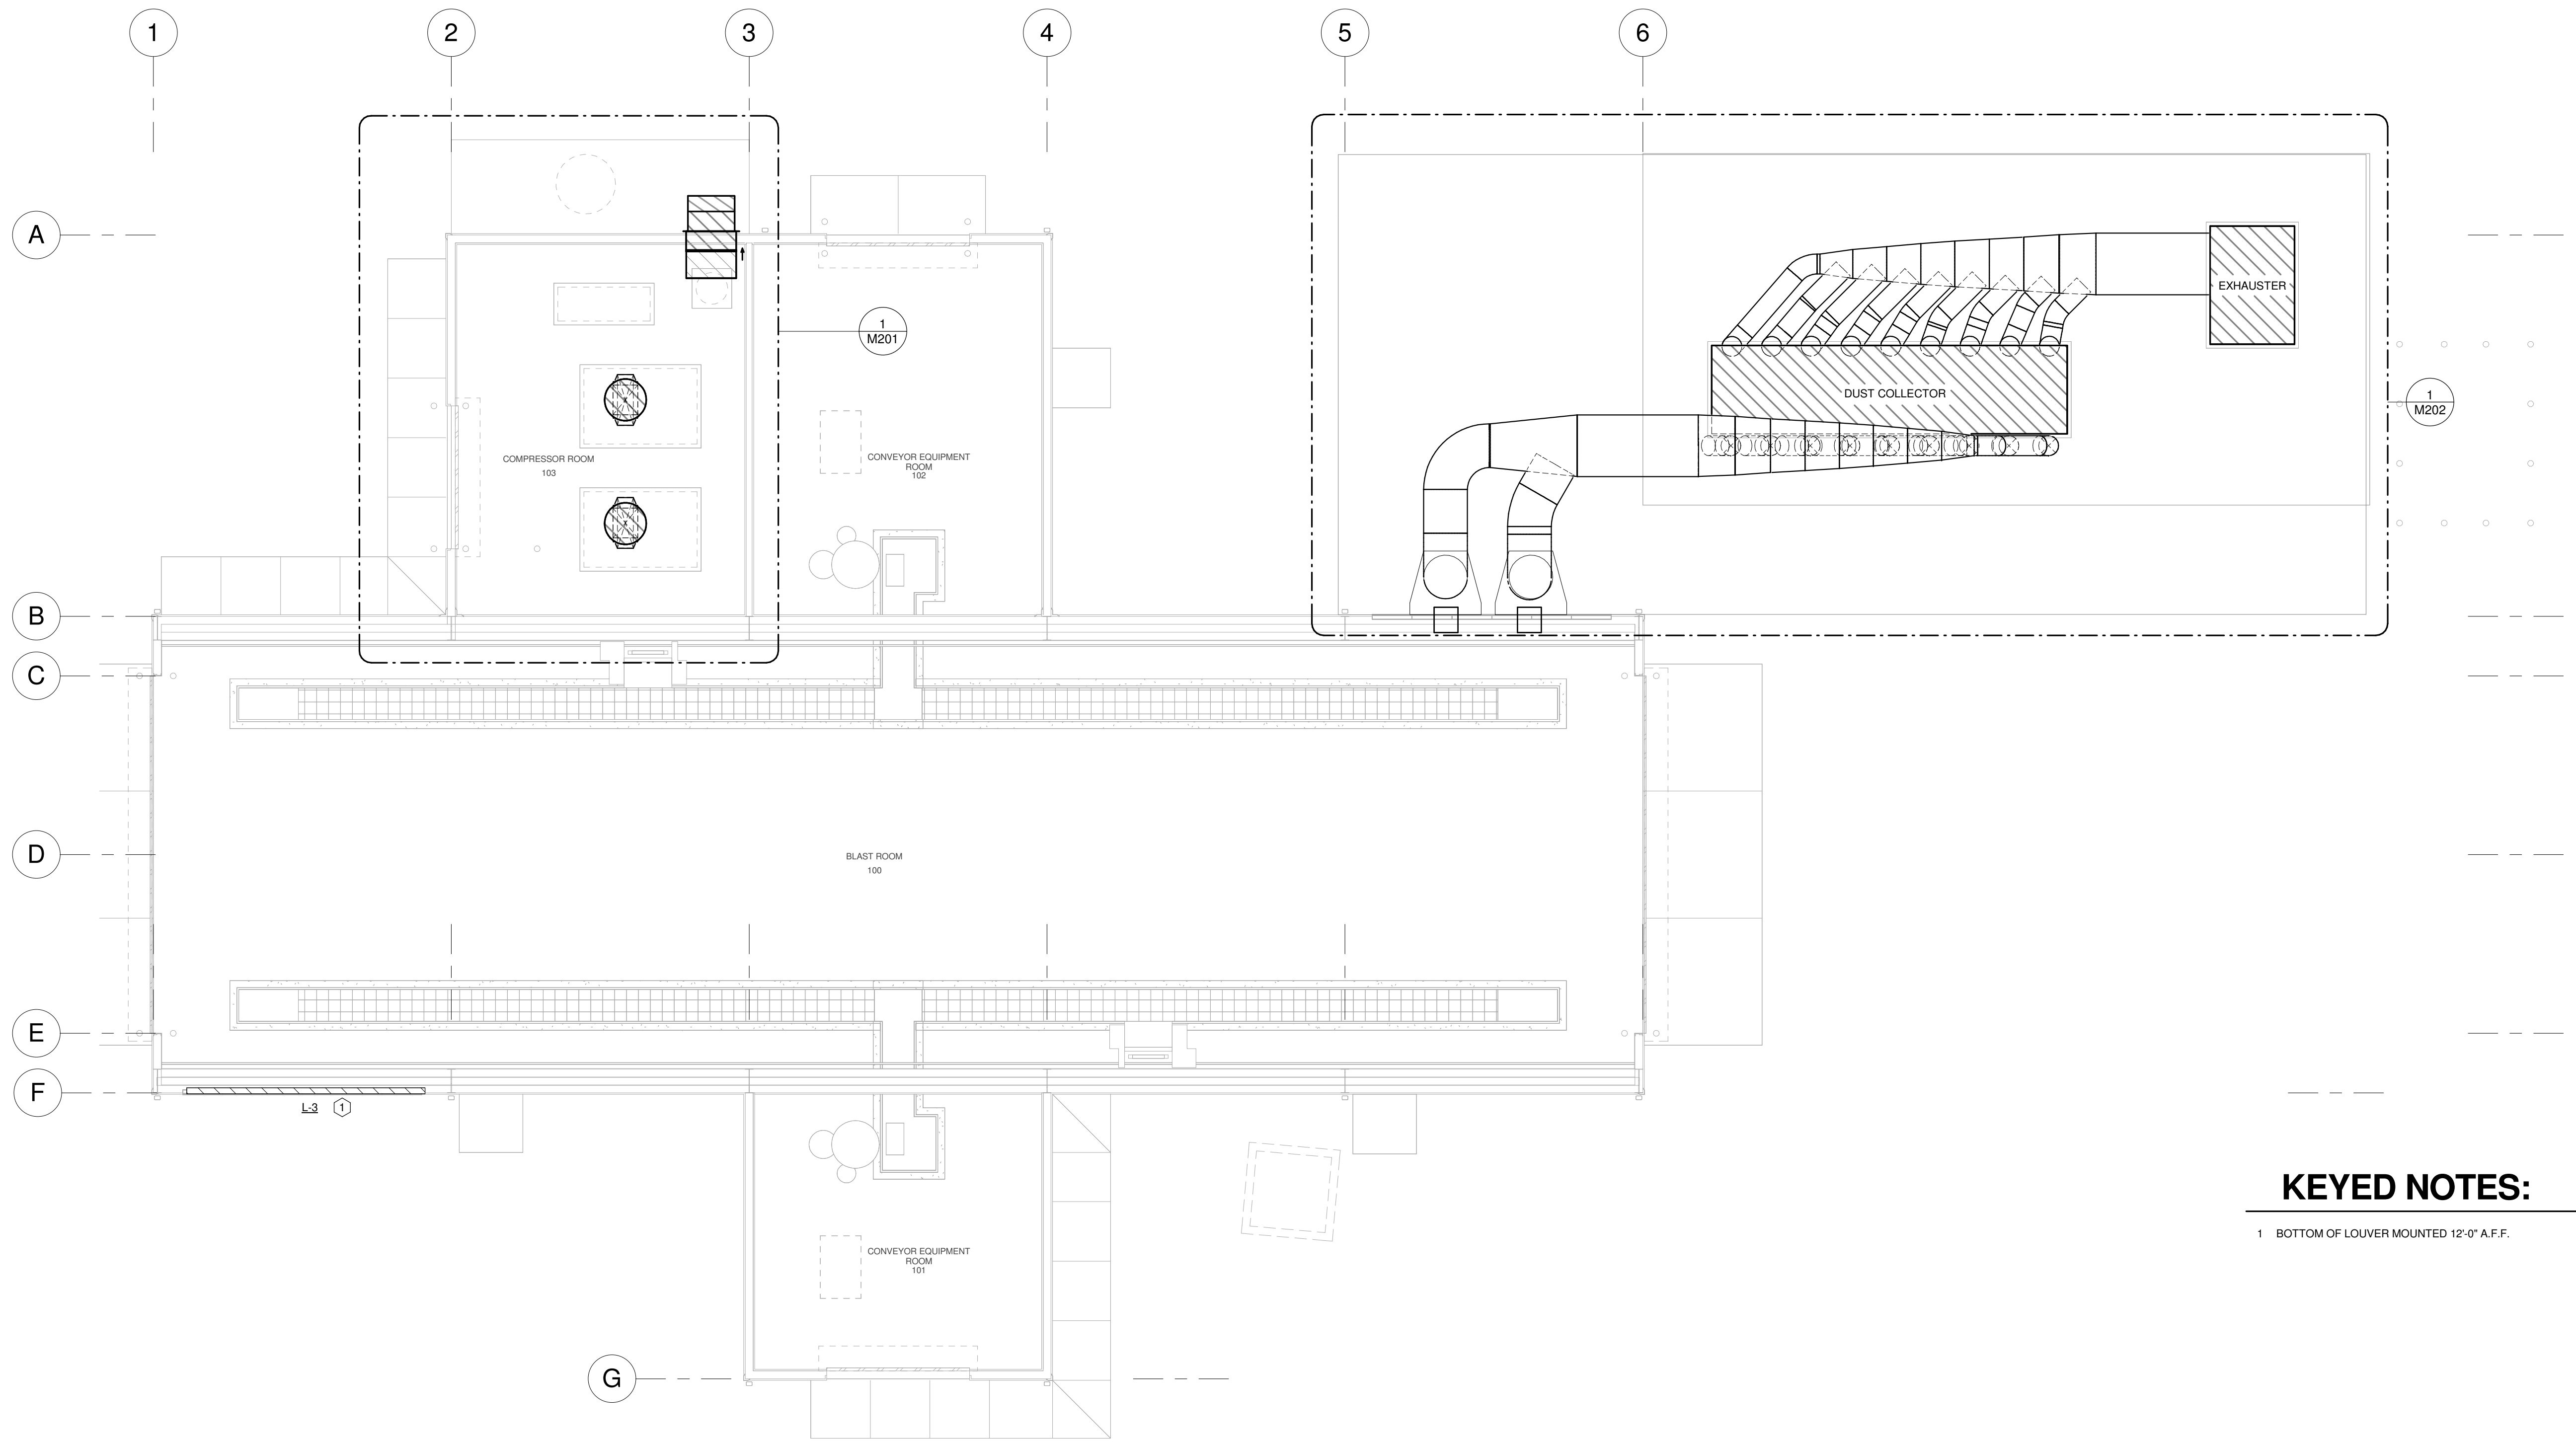 1 2 3 4 5 6
A
EXHAUSTER
1
M201
DUST COLLECTOR
1
M202
COMPRESSOR ROOM
103
CONVEYOR EQUIPMENT
ROOM
102
B
C
BLAST ROOM
100
D
E
F
L-3 1
KEYED NOTES:
1 BOTTOM OF LOUVER MOUNTED 12'-0" A.F.F.
CONVEYOR EQUIPMENT
ROOM
101
G